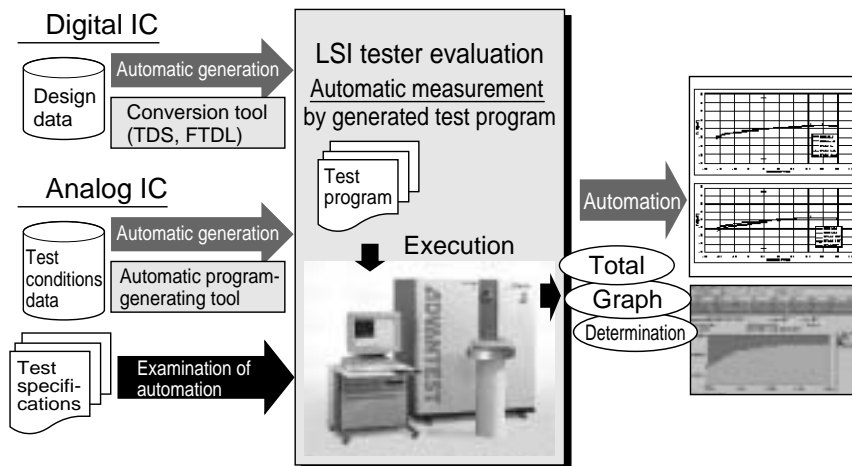 Digital IC
Design
data
Automatic generation
Conversion tool
(TDS, FTDL)
Analog IC
Test
conditions
data
Automatic generation
Automatic program-
generating tool
Test
specifi-
cations
Examination of
automation
LSI tester evaluation
Automatic measurement
by generated test program
Test
program
Execution
ADVANTEST
Automation
Total
Graph
Determination